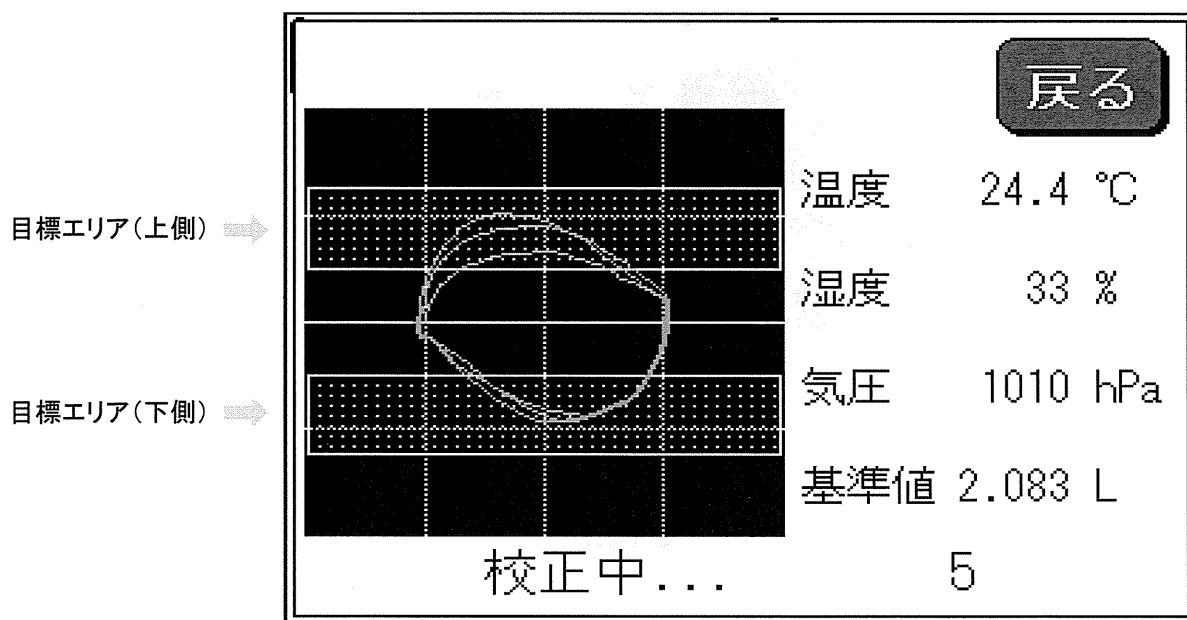 戻る
目標エリア(上側)
目標エリア(下側)
温度 24.4 ℃
湿度 33 %
気圧 1010 hPa
基準値 2.083 L
校正中... 5